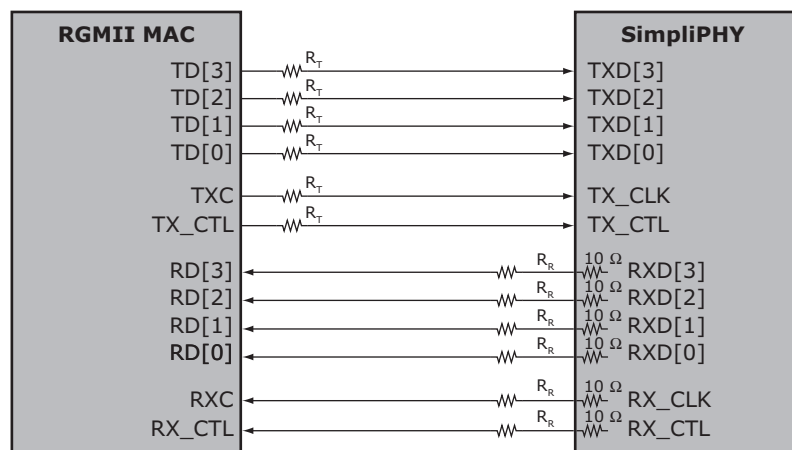 RGMII MAC SimpliPHY
TD[3] R_T TXD[3]
TD[2] R_T TXD[2]
TD[1] R_T TXD[1]
TD[0] R_T TXD[0]
TXC R_T TX_CLK
TX_CTL R_T TX_CTL
RD[3] R_R 10 Ω RXD[3]
RD[2] R_R 10 Ω RXD[2]
RD[1] R_R 10 Ω RXD[1]
RD[0] R_R 10 Ω RXD[0]
RXC R_R 10 Ω RX_CLK
RX_CTL R_R 10 Ω RX_CTL